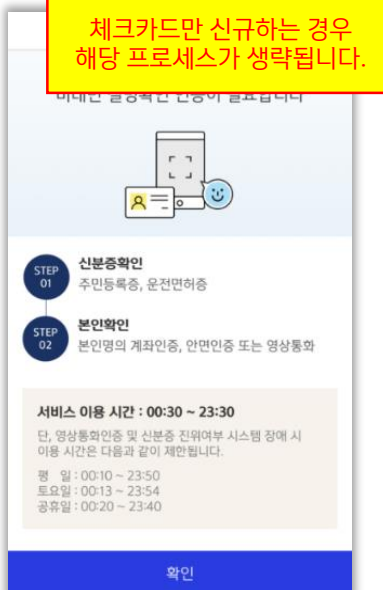 체크카드만 신규하는 경우
해당 프로세스가 생략됩니다.
STEP
01
신분증확인
주민등록증, 운전면허증
STEP
02
본인확인
본인명의 계좌인증, 안면인증 또는 영상통화
서비스 이용 시간 : 00:30 ~ 23:30
단, 영상통화인증 및 신분증 진위여부 시스템 장애 시
이용 시간은 다음과 같이 제한됩니다.
평 일 : 00:10 ~ 23:50
토요일 : 00:13 ~ 23:54
공휴일 : 00:20 ~ 23:40
확인